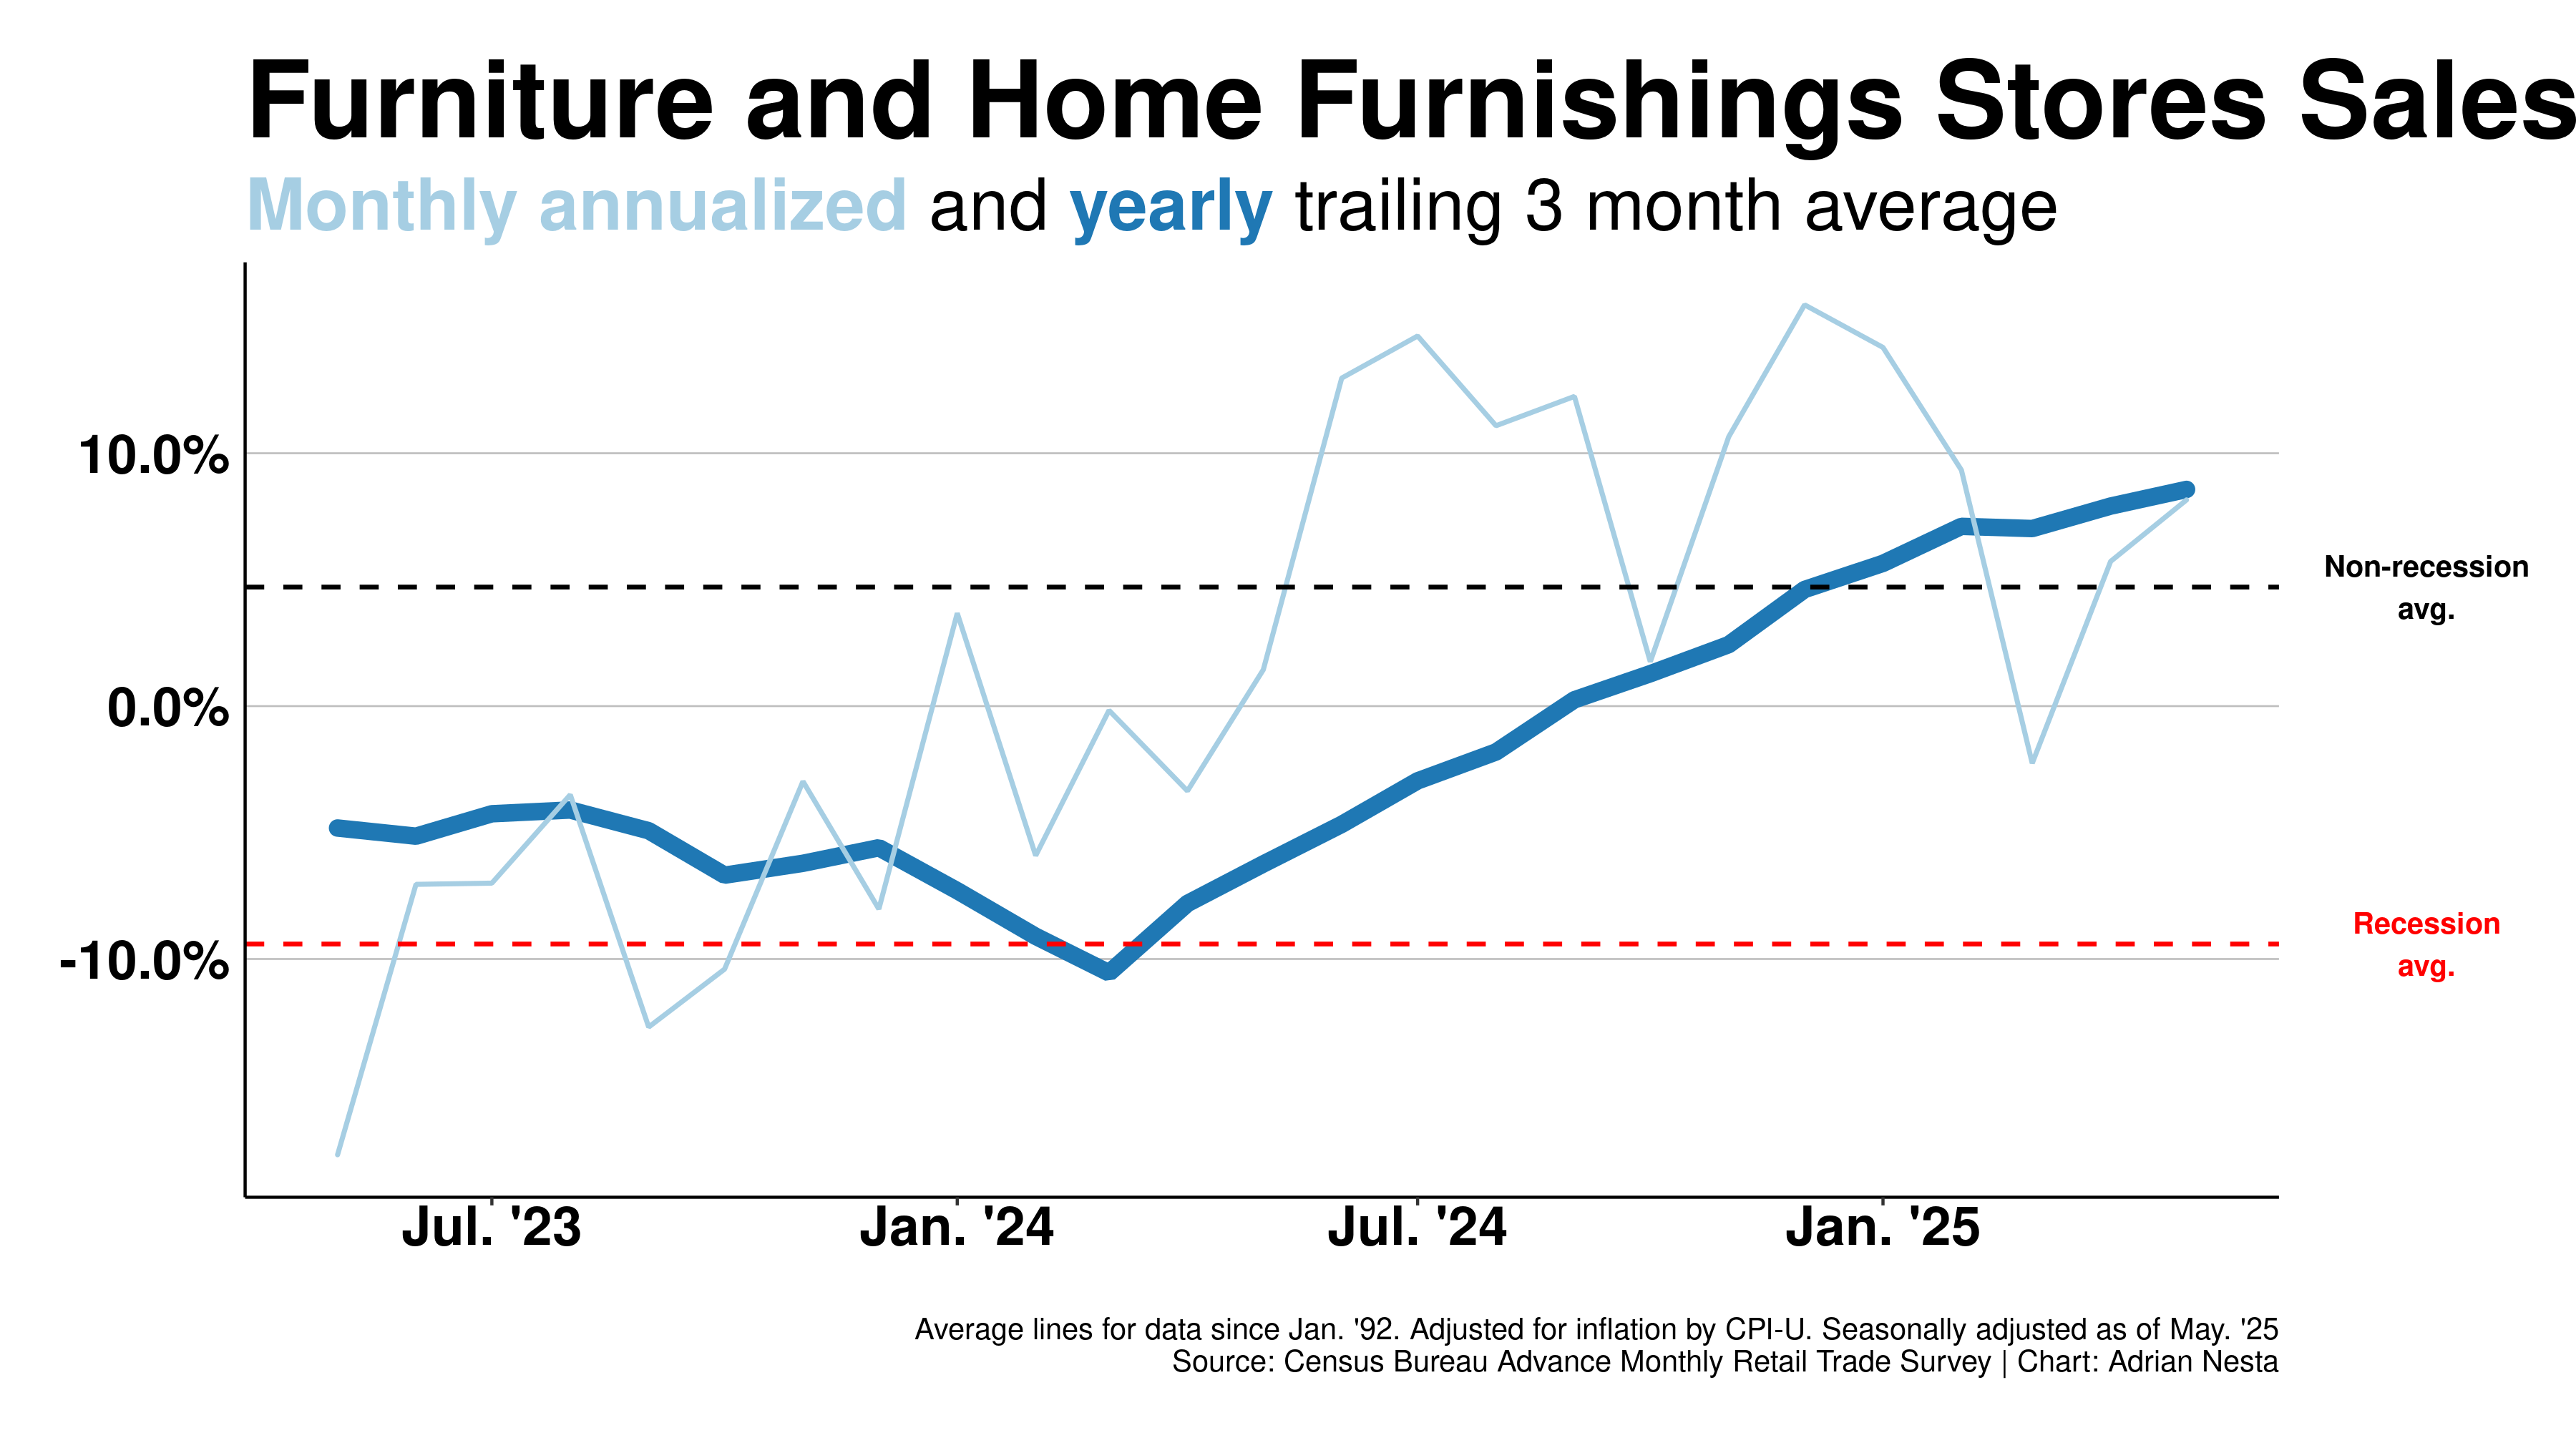 Furniture and Home Furnishings Stores Sales
Monthly annualized and yearly trailing 3 month average
10.0%
0.0%
-10.0%
Non-recession
avg.
Recession
avg.
Jul. '23
Jan. '24
Jul. '24
Jan. '25
Average lines for data since Jan. '92. Adjusted for inflation by CPI-U. Seasonally adjusted as of May. '25
Source: Census Bureau Advance Monthly Retail Trade Survey | Chart: Adrian Nesta